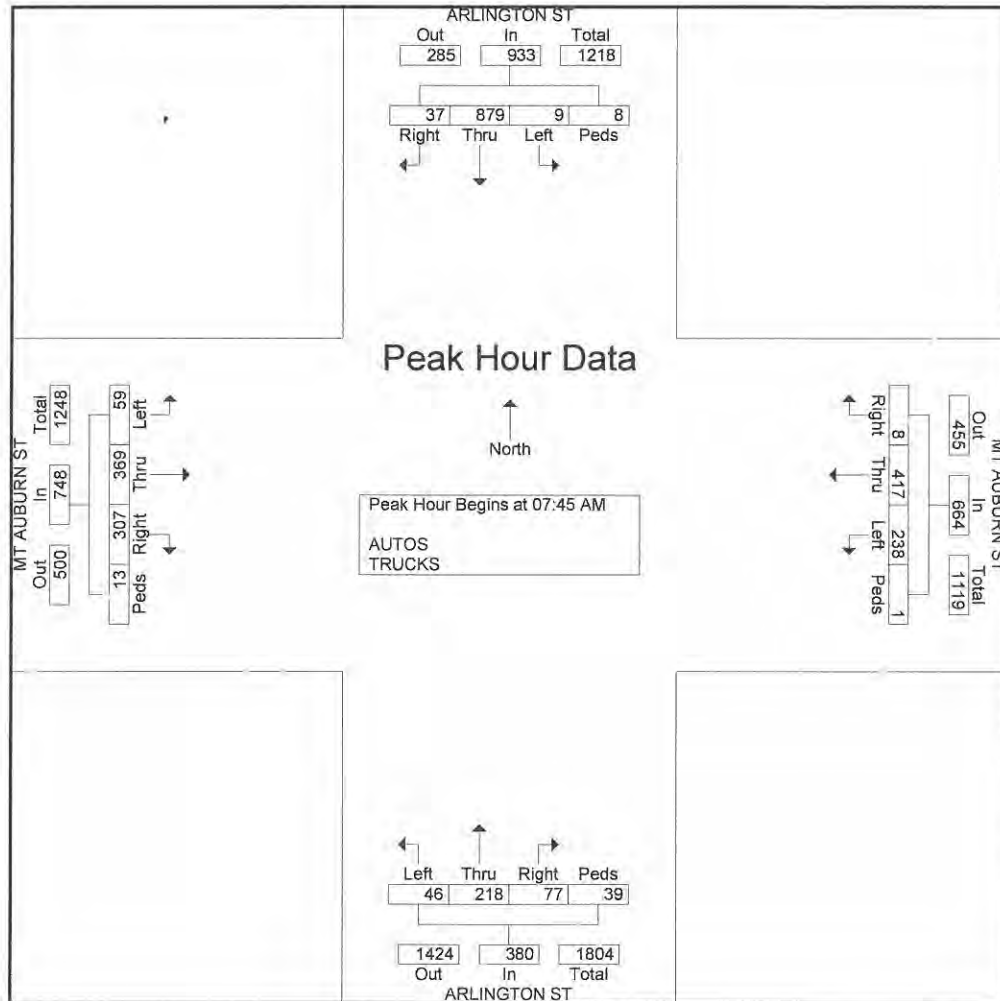 ARLINGTON ST
Out In Total
285 933 1218
37 879 9 8
Right Thru Left Peds
Peak Hour Data
North
Peak Hour Begins at 07:45 AM
AUTOS
TRUCKS
MT AUBURN ST
Out In Total
500 748 1248
13 307 369 59
Peds Right Thru Left
MT AUBURN ST
Out In Total
455 664 1119
8 417 238 1
Right Thru Left Peds
Left Thru Right Peds
46 218 77 39
1424 380 1804
Out In Total
ARLINGTON ST